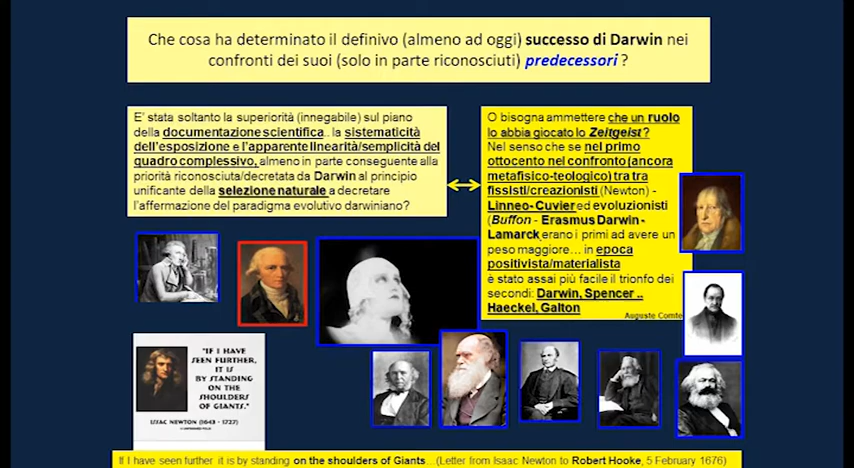 Che cosa ha determinato il definivo (almeno ad oggi) successo di Darwin nei
confronti dei suoi (solo in parte riconosciuti) predecessori ?
E' stata soltanto la superiorità (innegabile) sul piano
della documentazione scientifica.. la sistematicità
dell'esposizione e l'apparente linearità/semplicità del
quadro complessivo, almeno in parte conseguente alla
priorità riconosciuta/decretata da Darwin al principio
unificante della selezione naturale a decretare
l'affermazione del paradigma evolutivo darwiniano?
O bisogna ammettere che un ruolo
lo abbia giocato lo Zeitgeist ?
Nel senso che se nel primo
ottocento nel confronto (ancora
metafisico-teologico) tra tra
fissisti/creazionisti (Newton) -
Linneo-Cuvier ed evoluzionisti
(Buffon - Erasmus Darwin -
Lamarck erano i primi ad avere un
peso maggiore... in epoca
positivista/materialista
è stato assai più facile il trionfo dei
secondi: Darwin, Spencer ..
Haeckel, Galton
Auguste Comte
"IF I HAVE
SEEN FURTHER,
IT IS
BY STANDING
ON THE
SHOULDERS
OF GIANTS."
ISAAC NEWTON (1643 - 1727)
If I have seen further it is by standing on the shoulders of Giants...(Letter from Isaac Newton to Robert Hooke, 5 February 1676)